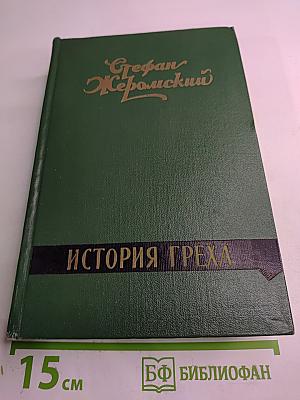 Стефан
Жеромский
ИСТОРИЯ ГРЕХА
15 см
БФ БИБЛИОФАН